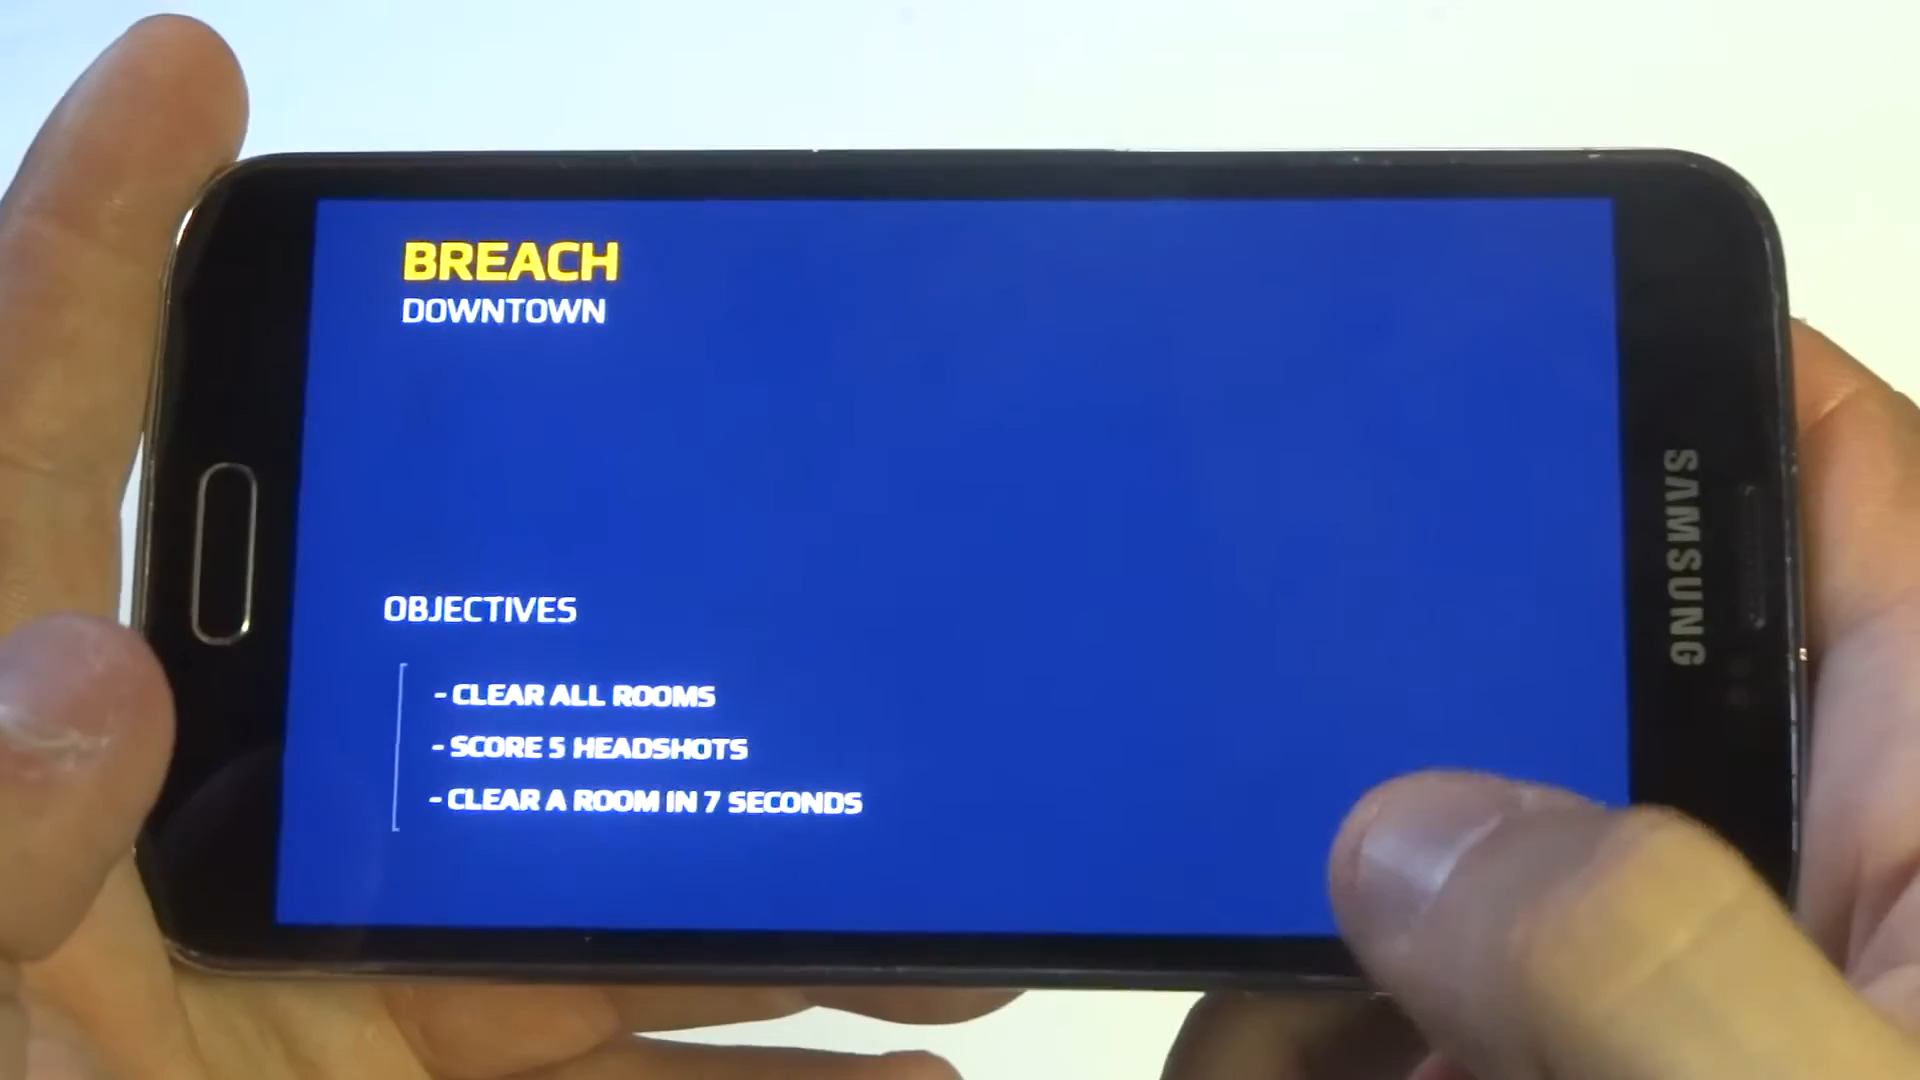 BREACH
DOWNTOWN
OBJECTIVES
- CLEAR ALL ROOMS
- SCORE 5 HEADSHOTS
- CLEAR A ROOM IN 7 SECONDS
SAMSUNG